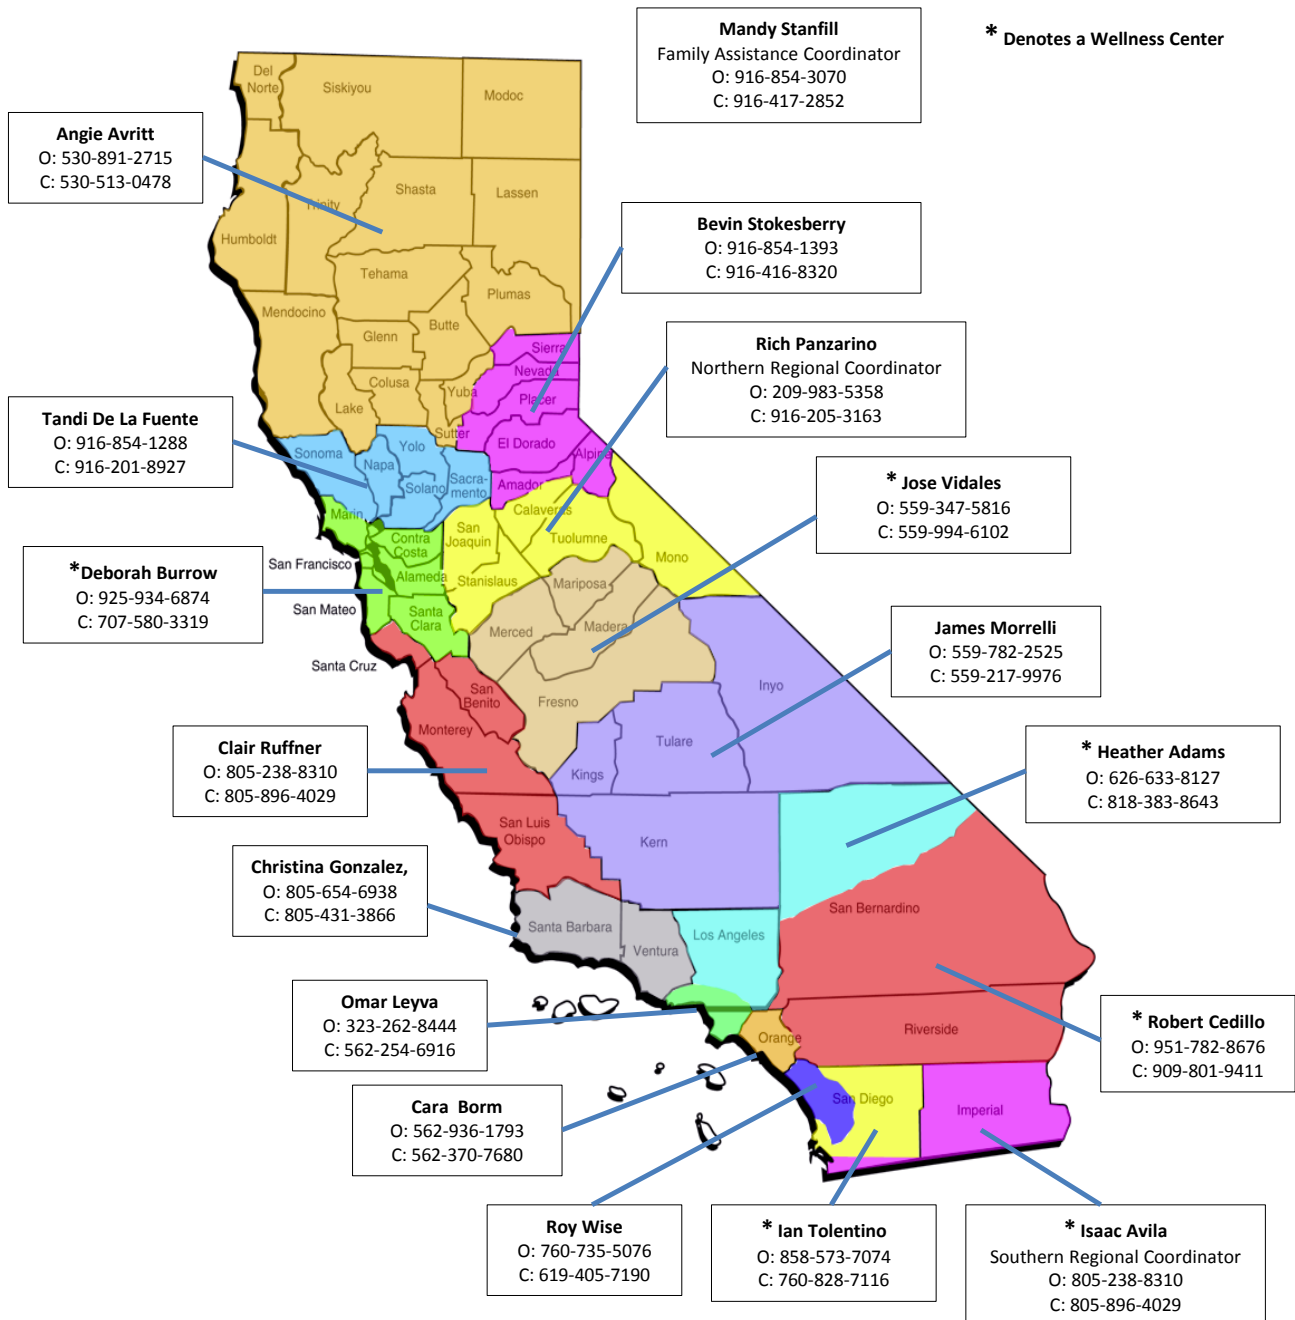 Mandy Stanfill
Family Assistance Coordinator
O: 916-854-3070
C: 916-417-2852
* Denotes a Wellness Center
Angie Avritt
O: 530-891-2715
C: 530-513-0478
Bevin Stokesberry
O: 916-854-1393
C: 916-416-8320
Rich Panzarino
Northern Regional Coordinator
O: 209-983-5358
C: 916-205-3163
Tandi De La Fuente
O: 916-854-1288
C: 916-201-8927
* Jose Vidales
O: 559-347-5816
C: 559-994-6102
*Deborah Burrow
O: 925-934-6874
C: 707-580-3319
James Morrelli
O: 559-782-2525
C: 559-217-9976
Clair Ruffner
O: 805-238-8310
C: 805-896-4029
* Heather Adams
O: 626-633-8127
C: 818-383-8643
Christina Gonzalez,
O: 805-654-6938
C: 805-431-3866
Omar Leyva
O: 323-262-8444
C: 562-254-6916
* Robert Cedillo
O: 951-782-8676
C: 909-801-9411
Cara Borm
O: 562-936-1793
C: 562-370-7680
Roy Wise
O: 760-735-5076
C: 619-405-7190
* Ian Tolentino
O: 858-573-7074
C: 760-828-7116
* Isaac Avila
Southern Regional Coordinator
O: 805-238-8310
C: 805-896-4029
Del
Norte
Siskiyou
Modoc
Shasta
Lassen
Trinity
Humboldt
Tehama
Plumas
Mendocino
Glenn
Butte
Sierra
Nevada
Colusa
Yuba
Placer
Lake
Sutter
Sonoma
Napa
Yolo
El Dorado
Alpine
Solano
Sacra-
mento
Amador
Marin
Calaveras
Contra
Costa
San
Joaquin
Tuolumne
Mono
San Francisco
Alameda
Stanislaus
Mariposa
San Mateo
Santa
Clara
Merced
Madera
Santa Cruz
San
Benito
Fresno
Inyo
Monterey
Tulare
Kings
San Luis
Obispo
Kern
San Bernardino
Santa Barbara
Ventura
Los Angeles
Orange
Riverside
San Diego
Imperial